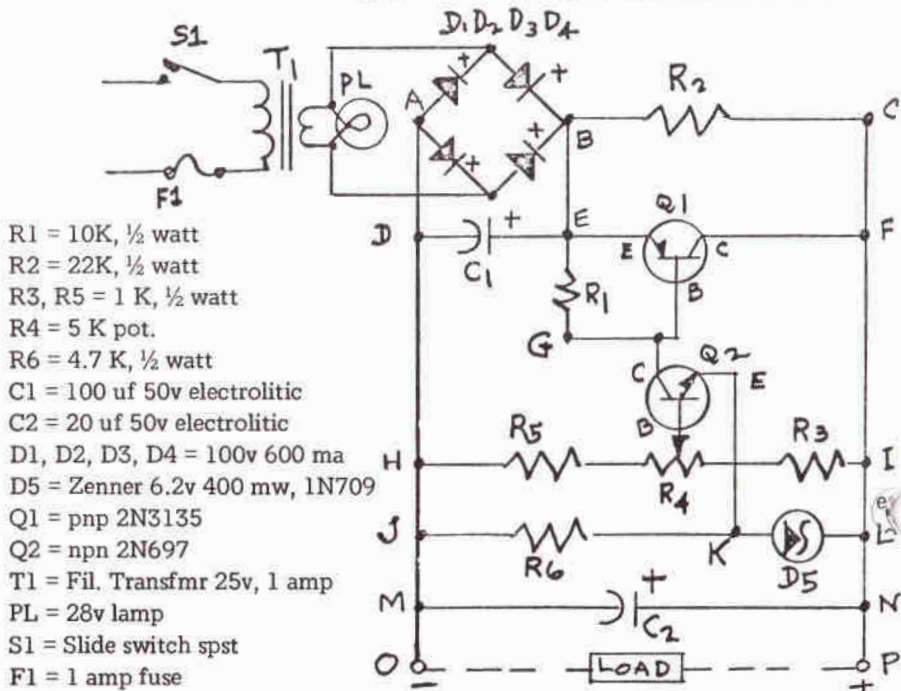 D1 D2 D3 D4
S1
T1
PL
A
+
+
+
+
B
R2
C
F1
D
+
C1
E
Q1
E
C
B
F
R1
G
C
Q2
E
B
H
R5
R4
R3
I
J
R6
K
D5
L
M
+
C2
N
O
LOAD
P
−
+
R1 = 10K, ½ watt
R2 = 22K, ½ watt
R3, R5 = 1 K, ½ watt
R4 = 5 K pot.
R6 = 4.7 K, ½ watt
C1 = 100 uf 50v electrolitic
C2 = 20 uf 50v electrolitic
D1, D2, D3, D4 = 100v 600 ma
D5 = Zenner 6.2v 400 mw, 1N709
Q1 = pnp 2N3135
Q2 = npn 2N697
T1 = Fil. Transfmr 25v, 1 amp
PL = 28v lamp
S1 = Slide switch spst
F1 = 1 amp fuse